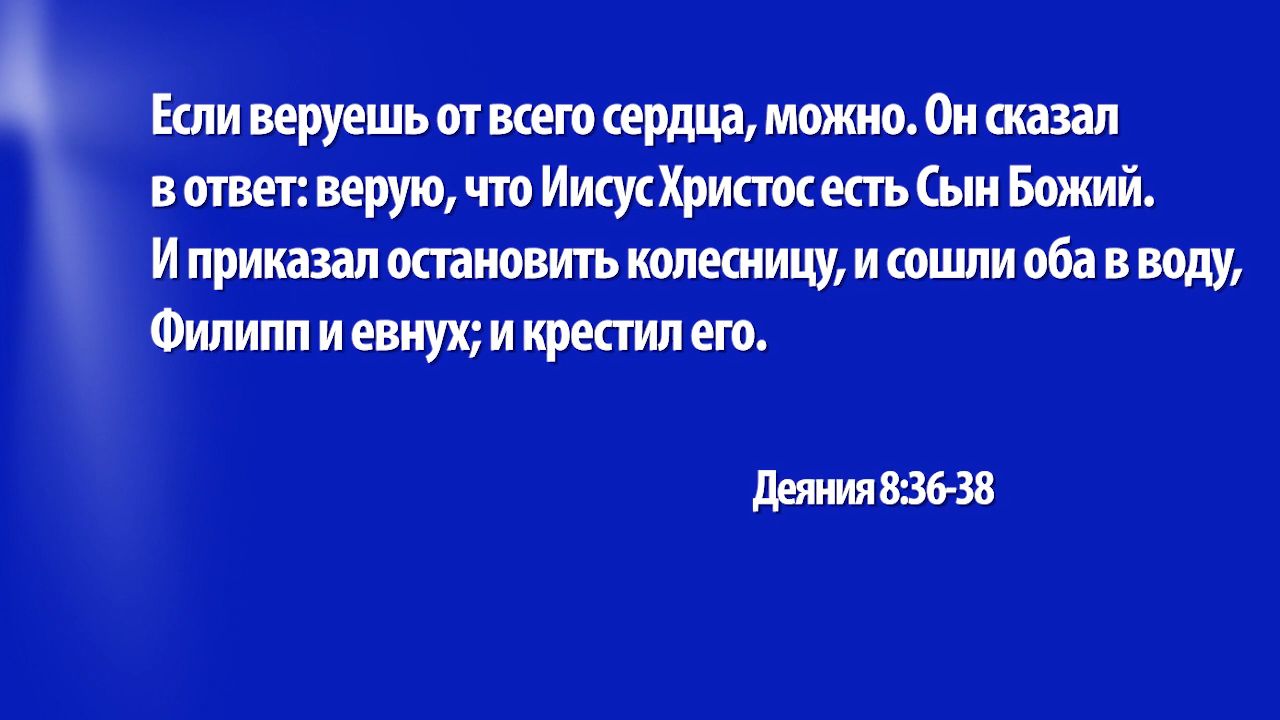 Если веруешь от всего сердца, можно. Он сказал
в ответ: верую, что Иисус Христос есть Сын Божий.
И приказал остановить колесницу, и сошли оба в воду,
Филипп и евнух; и крестил его.
Деяния 8:36-38